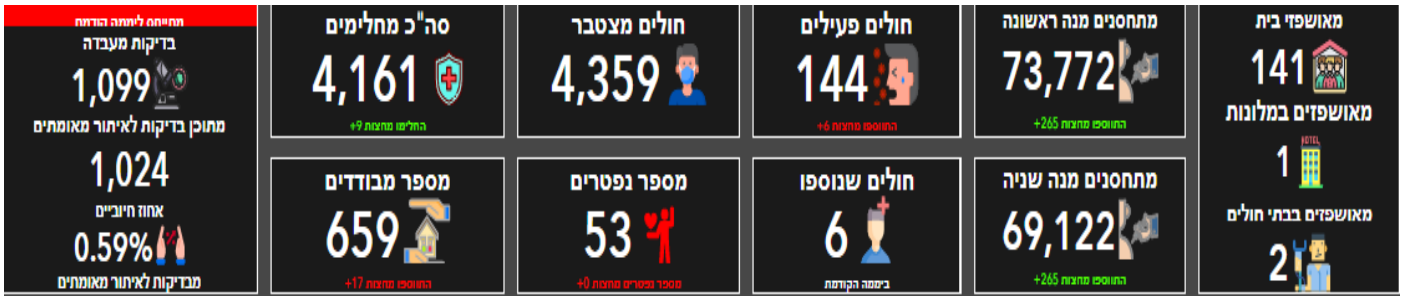 מאושפזי בית
141
מאושפזים במלונות
HOTEL
1
מאושפזים בבתי חולים
2
מתחסנים מנה ראשונה
73,772
התווספו מחצות 265+
מתחסנים מנה שניה
69,122
התווספו מחצות 265+
חולים פעילים
144
התווספו מחצות 6+
חולים שנוספו
6
ביממה הקודמת
חולים מצטבר
4,359
מספר נפטרים
53
מספר נפטרים מחצות 0+
סה"כ מחלימים
4,161
החלימו מחצות 9+
מספר מבודדים
659
התווספו מחצות 17+
מתייחס ליממה קודמת
בדיקות מעבדה
1,099
מתוכן בדיקות לאיתור מאומתים
1,024
אחוז חיוביים
0.59%
מבדיקות לאיתור מאומתים